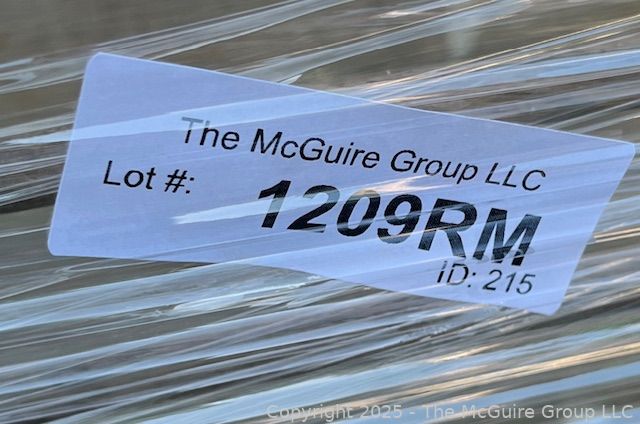 The McGuire Group LLC
Lot #: 1209RM
ID: 215
Copyright 2025 - The McGuire Group LLC